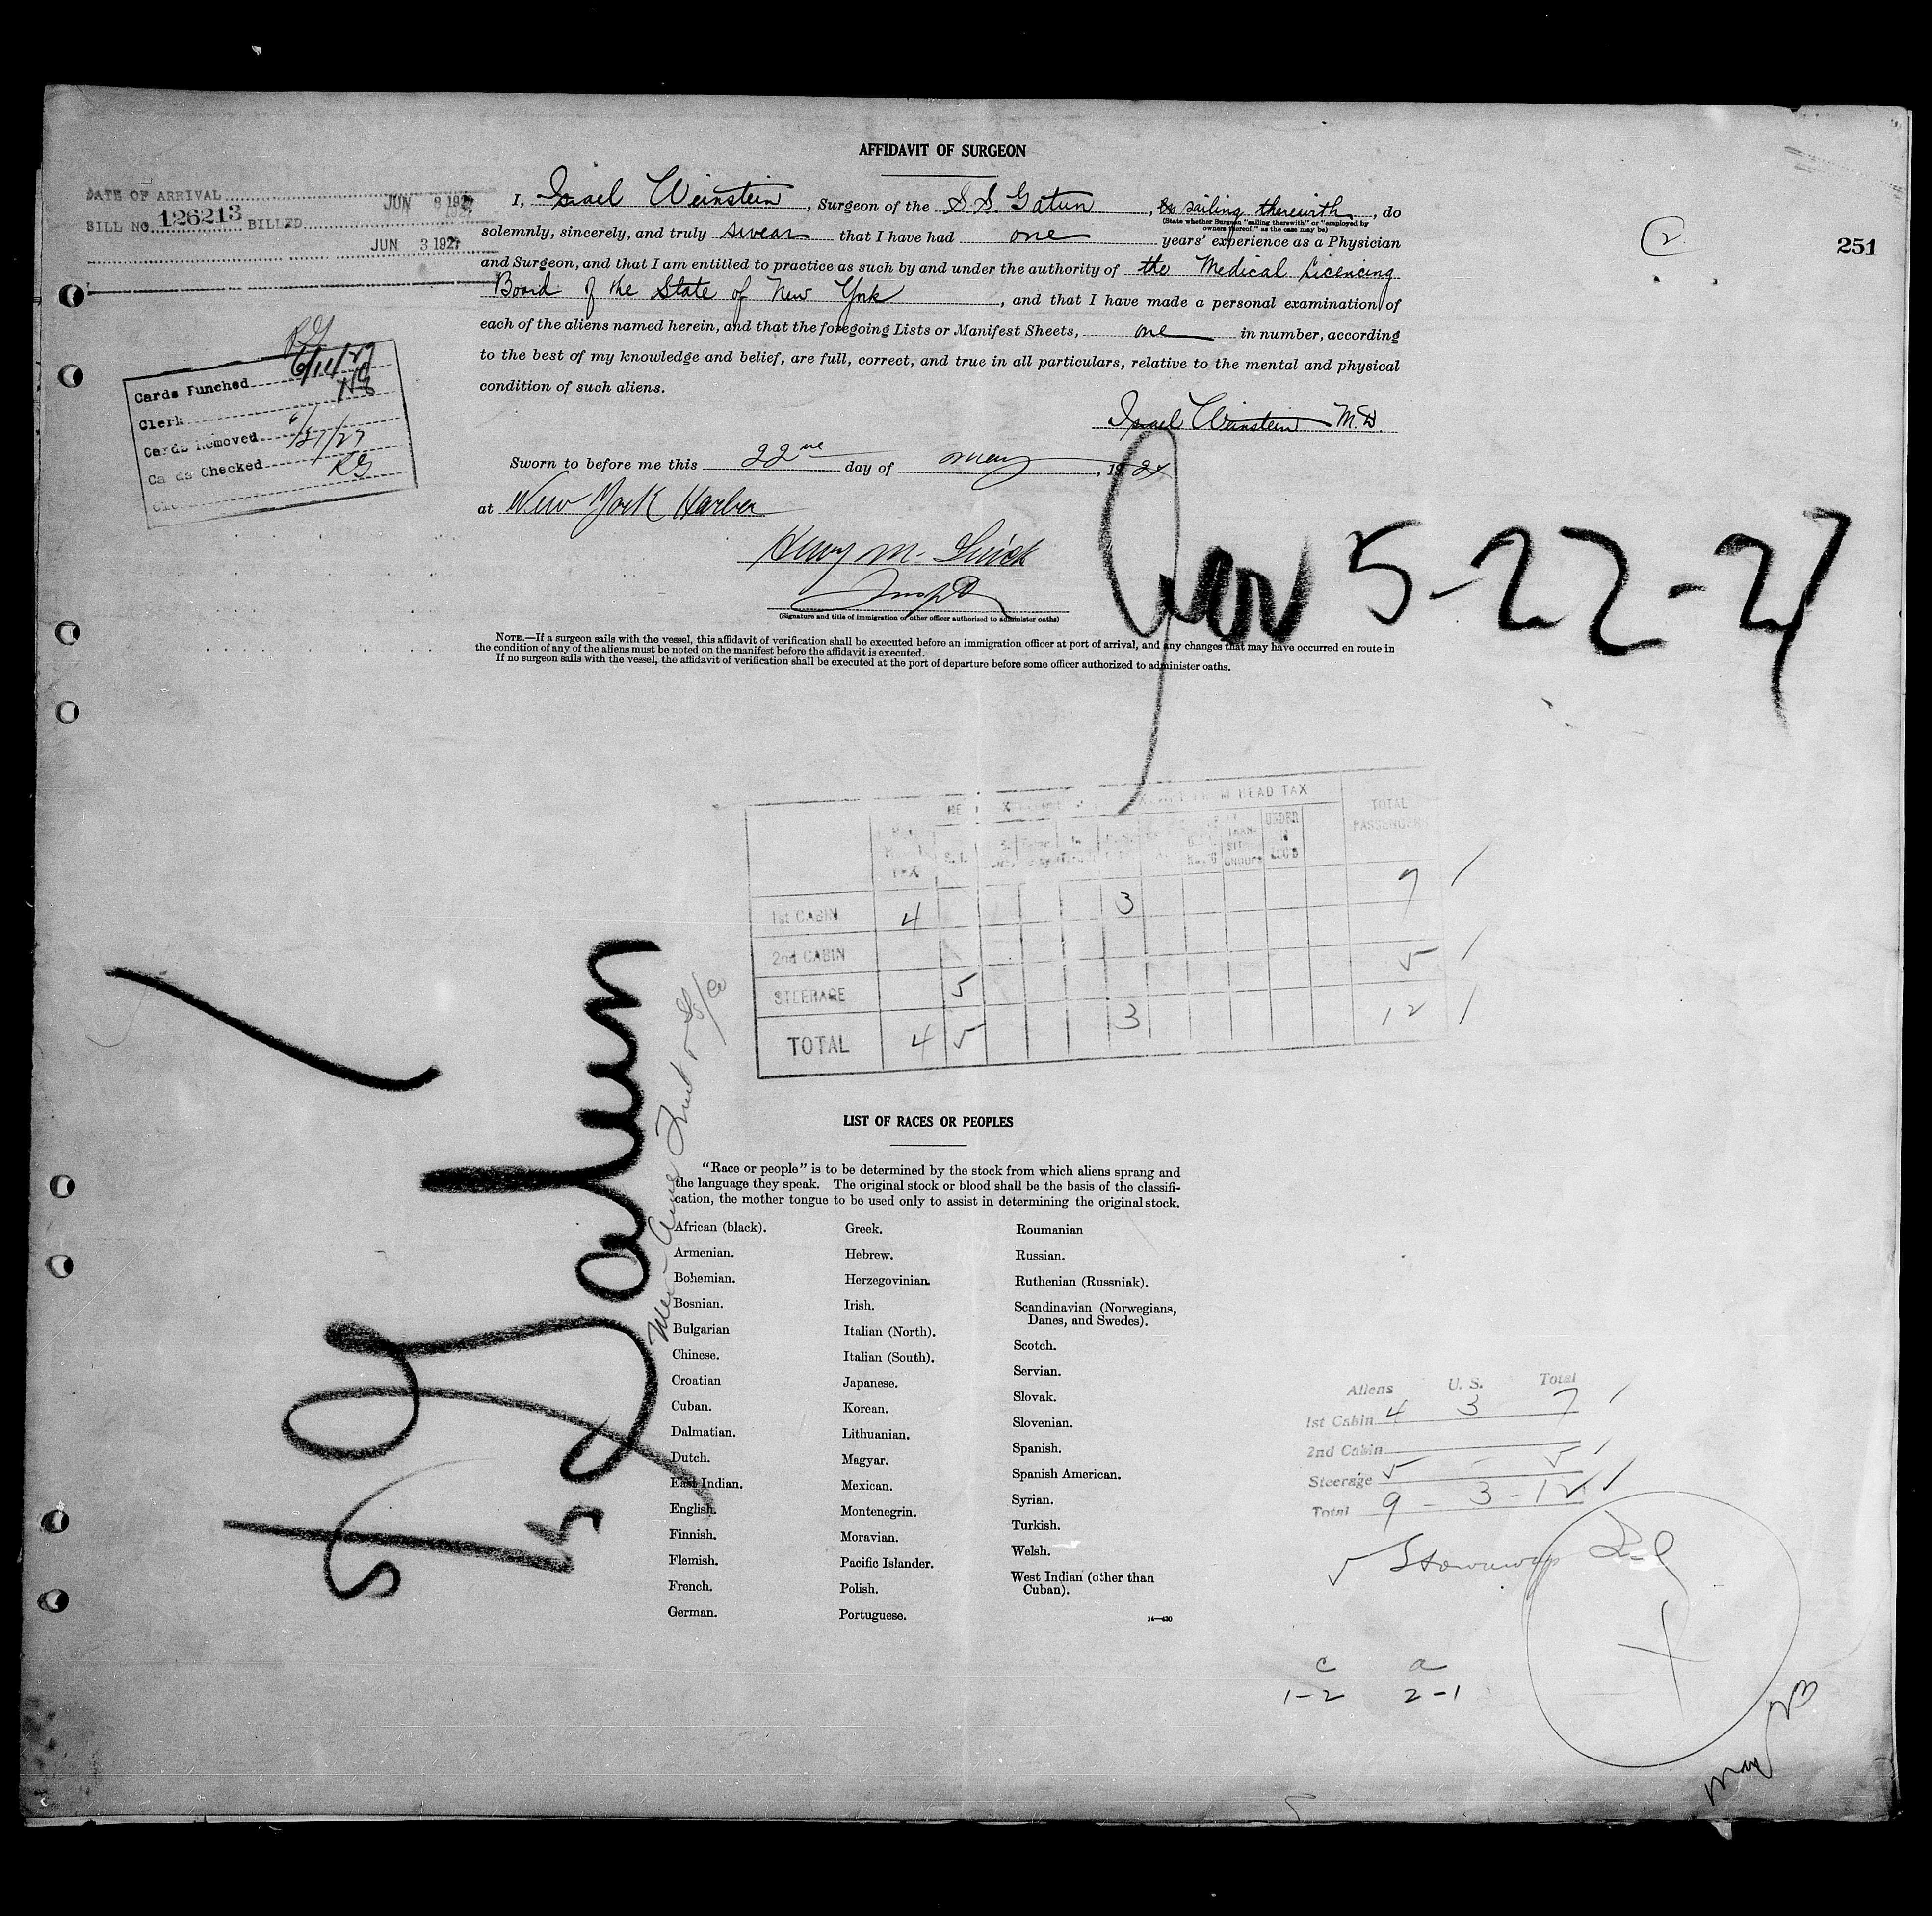 AFFIDAVIT OF SURGEON
DATE OF ARRIVAL JUN 3 1927
BILL NO. 126213 BILLED
JUN 3 1927
2
251
I, Israel Weinstein, Surgeon of the S.S. Gatun, sailing therewith, do
(State whether Surgeon "sailing therewith" or "employed by
owners thereof," as the case may be)
solemnly, sincerely, and truly swear that I have had one years' experience as a Physician
and Surgeon, and that I am entitled to practice as such by and under the authority of the Medical Licencing
Board of the State of New York, and that I have made a personal examination of
each of the aliens named herein, and that the foregoing Lists or Manifest Sheets, one in number, according
to the best of my knowledge and belief, are full, correct, and true in all particulars, relative to the mental and physical
condition of such aliens.
Israel Weinstein M.D.
Sworn to before me this 22nd day of May, 19
at New York Harbor
Henry M.
Insptr
(Signature and title of immigration or other officer authorized to administer oaths)
NOTE.—If a surgeon sails with the vessel, this affidavit of verification shall be executed before an immigration officer at port of arrival, and any changes that may have occurred en route in
the condition of any of the aliens must be noted on the manifest before the affidavit is executed.
If no surgeon sails with the vessel, the affidavit of verification shall be executed at the port of departure before some officer authorized to administer oaths.
Cards Punched 6/11/27
Clerk
Cards Removed /27
Cards Checked RG
5-22-27
HEAD TAX
TOTAL PASSENGERS
1st CABIN 4 3 7
2nd CABIN
STEERAGE 5 5
TOTAL 4 5 3 12
S/S Gatun
Fruit & S/S Co
LIST OF RACES OR PEOPLES
"Race or people" is to be determined by the stock from which aliens sprang and
the language they speak. The original stock or blood shall be the basis of the classifi-
cation, the mother tongue to be used only to assist in determining the original stock.
African (black).
Armenian.
Bohemian.
Bosnian.
Bulgarian
Chinese.
Croatian
Cuban.
Dalmatian.
Dutch.
East Indian.
English.
Finnish.
Flemish.
French.
German.
Greek.
Hebrew.
Herzegovinian.
Irish.
Italian (North).
Italian (South).
Japanese.
Korean.
Lithuanian.
Magyar.
Mexican.
Montenegrin.
Moravian.
Pacific Islander.
Polish.
Portuguese.
Roumanian
Russian.
Ruthenian (Russniak).
Scandinavian (Norwegians,
Danes, and Swedes).
Scotch.
Servian.
Slovak.
Slovenian.
Spanish.
Spanish American.
Syrian.
Turkish.
Welsh.
West Indian (other than
Cuban).
14—430
Aliens U. S. Total
1st Cabin 4 3 7
2nd Cabin
Steerage 5 - 5
Total 9 - 3 - 12
Stowaway
c a
1-2 2-1
May 23